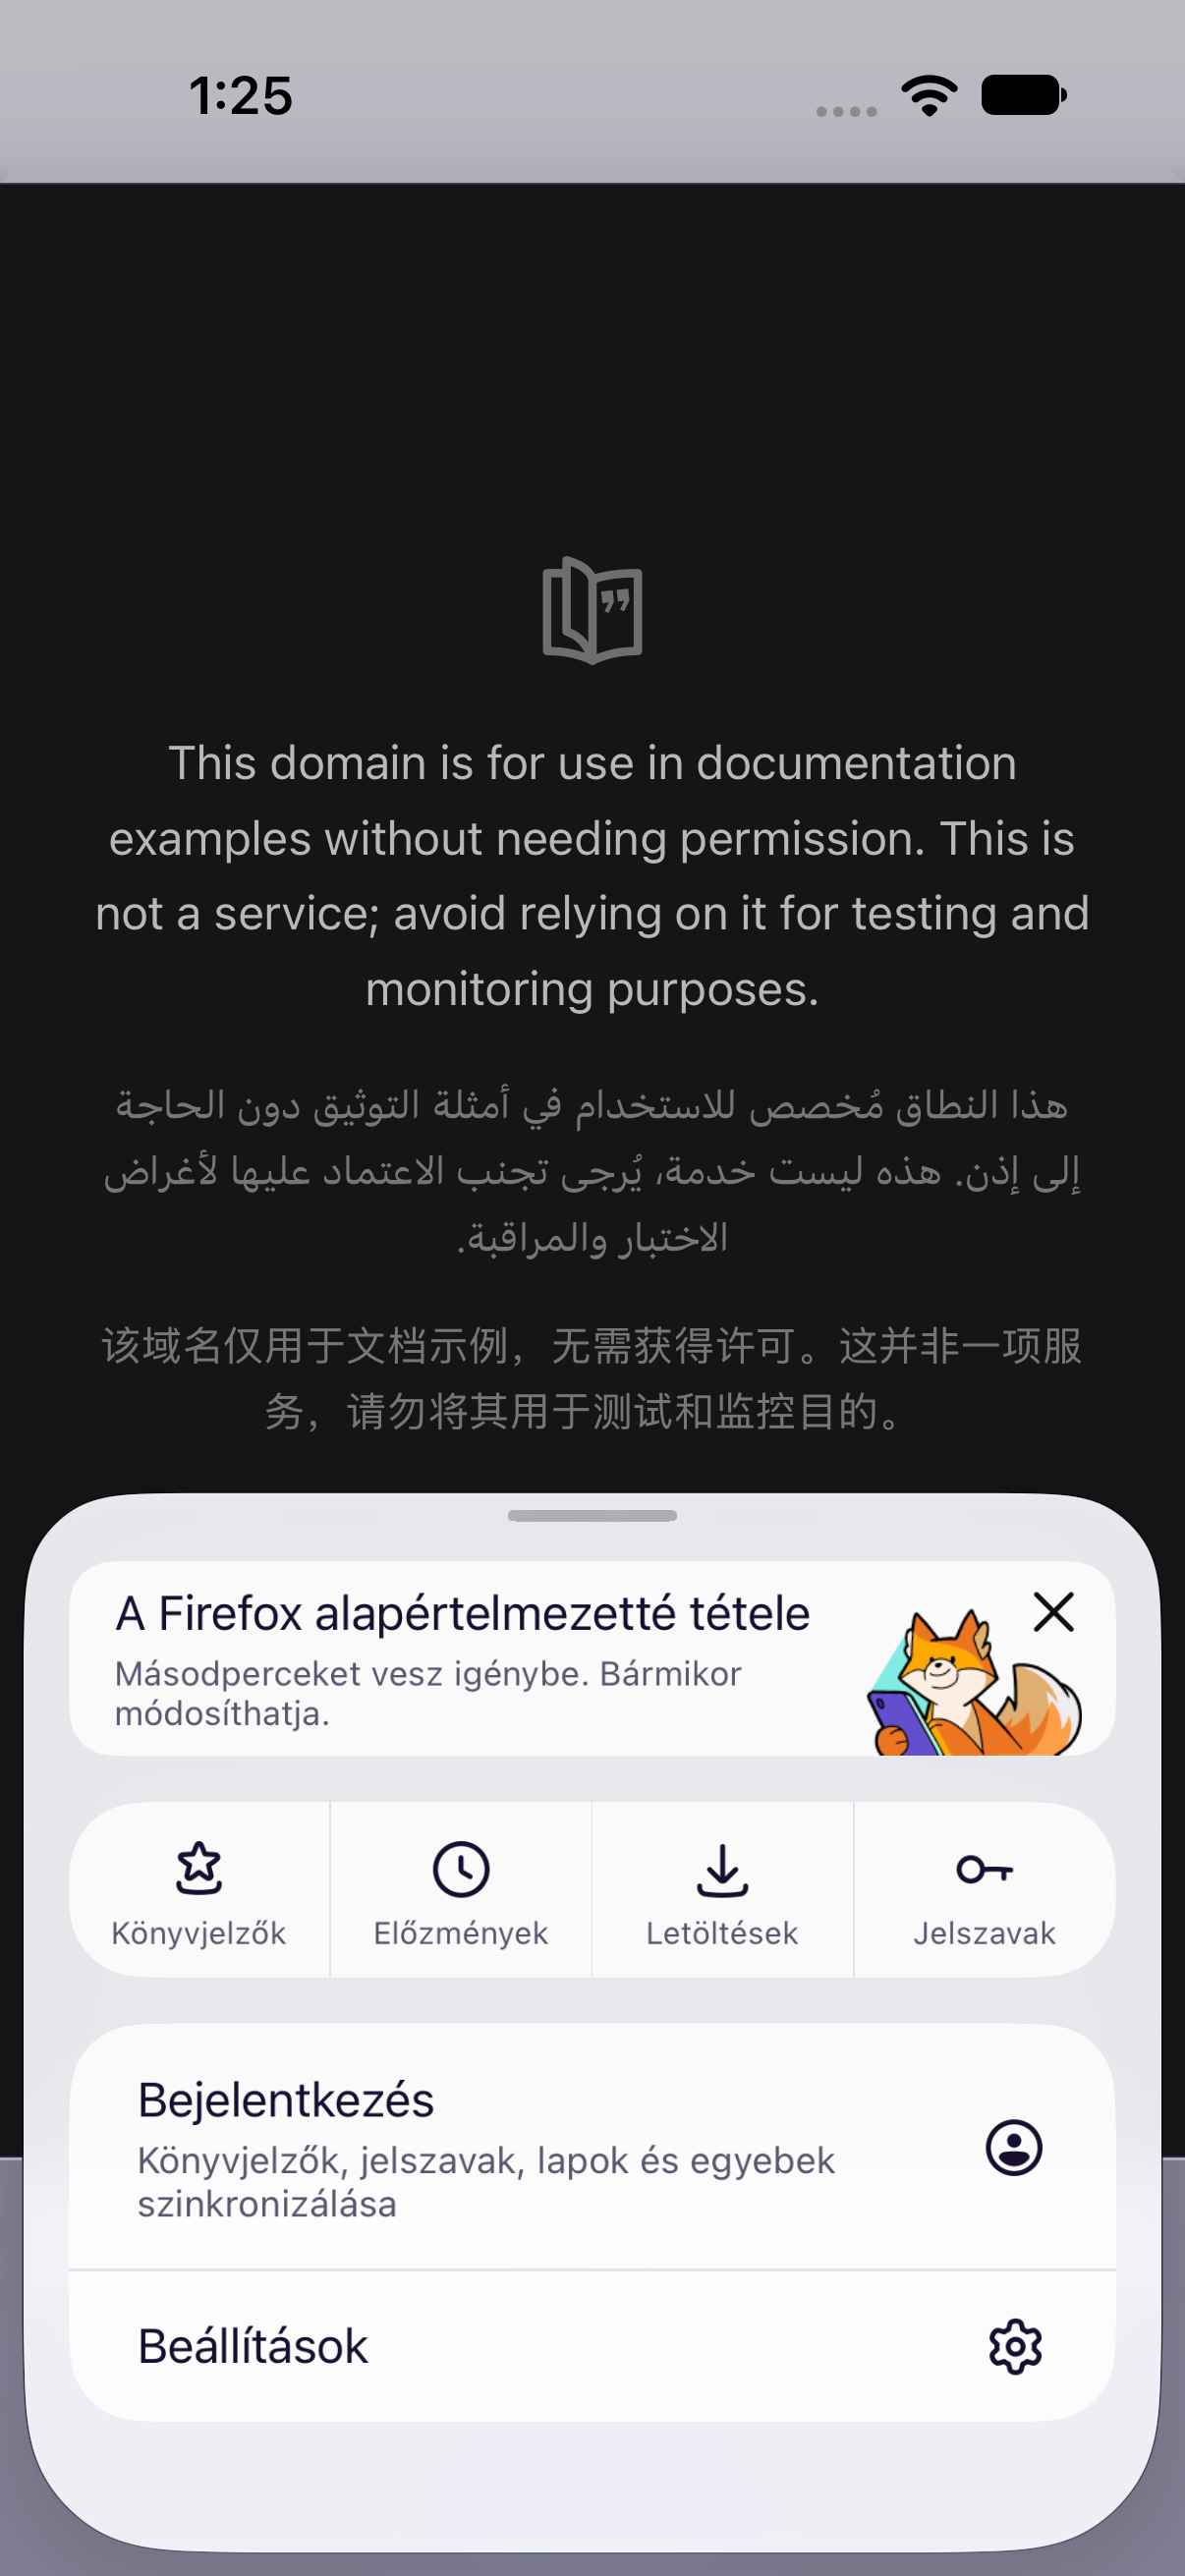 1:25
This domain is for use in documentation
examples without needing permission. This is
not a service; avoid relying on it for testing and
monitoring purposes.
هذا النطاق مُخصص للاستخدام في أمثلة التوثيق دون الحاجة
إلى إذن. هذه ليست خدمة، يُرجى تجنب الاعتماد عليها لأغراض
الاختبار والمراقبة.
该域名仅用于文档示例，无需获得许可。这并非一项服
务，请勿将其用于测试和监控目的。
A Firefox alapértelmezetté tétele
Másodperceket vesz igénybe. Bármikor
módosíthatja.
Könyvjelzők
Előzmények
Letöltések
Jelszavak
Bejelentkezés
Könyvjelzők, jelszavak, lapok és egyebek
szinkronizálása
Beállítások